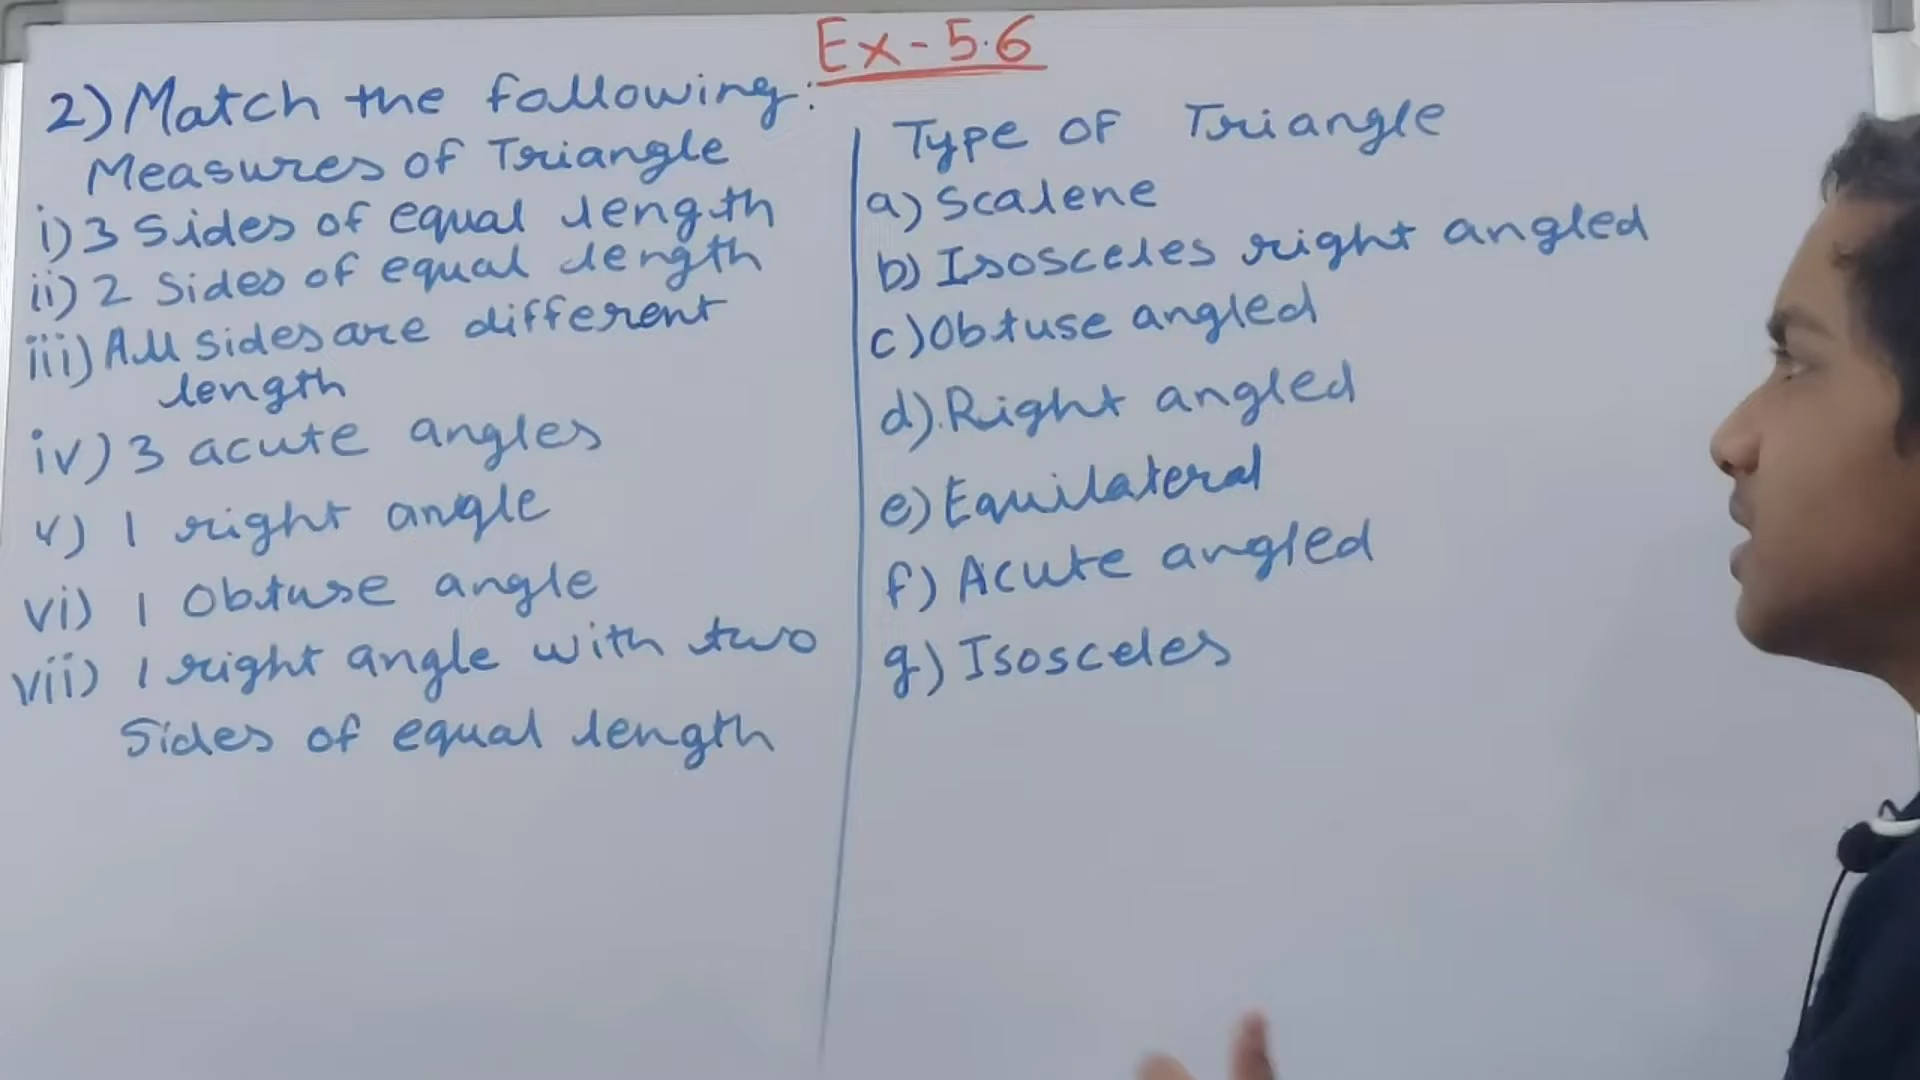 Ex-5.6
2) Match the following:
Measures of Triangle
i) 3 Sides of equal length
ii) 2 Sides of equal length
iii) All sides are different
length
iv) 3 acute angles
v) 1 right angle
vi) 1 Obtuse angle
vii) 1 right angle with two
Sides of equal length
Type of Triangle
a) Scalene
b) Isosceles right angled
c) Obtuse angled
d) Right angled
e) Equilateral
f) Acute angled
g) Isosceles